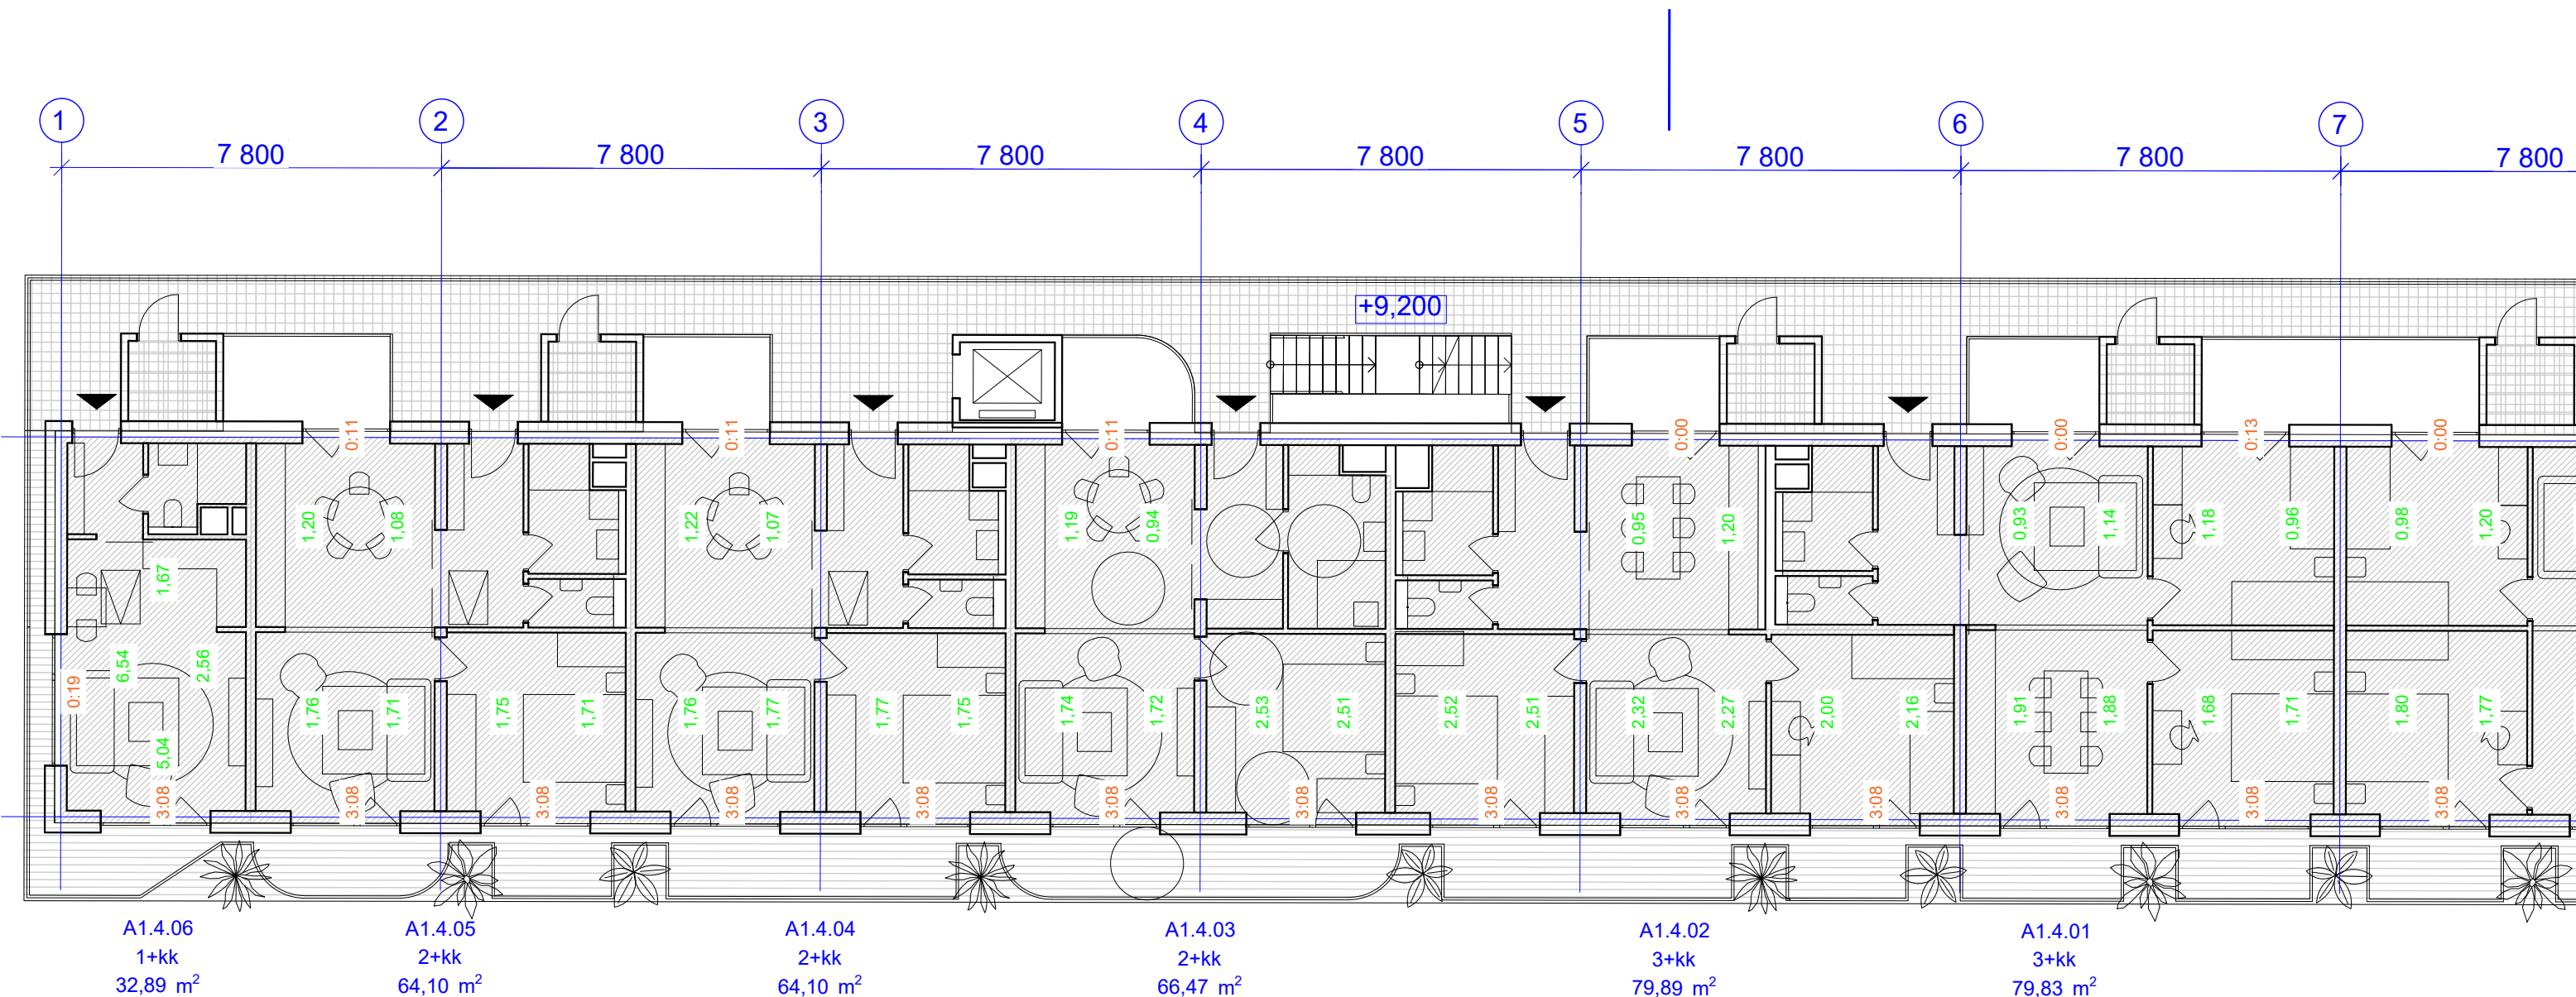 1 2 3 4 5 6 7
7 800 7 800 7 800 7 800 7 800 7 800 7 800
+9,200
0:11 0:11 0:11 0:00 0:00 0:13 0:00
1,20 1,08 1,22 1,07 1,19 0,94 0,95 1,20 0,93 1,14 1,18 0,96 0,98 1,20
1,67
6,54 2,56
0:19 1,76 1,71 1,75 1,71 1,76 1,77 1,77 1,75 1,74 1,72 2,53 2,51 2,52 2,51 2,32 2,27 2,00 2,16 1,91 1,88 1,68 1,71 1,80 1,77
5,04
3:08 3:08 3:08 3:08 3:08 3:08 3:08 3:08 3:08 3:08 3:08 3:08 3:08
A1.4.06 A1.4.05 A1.4.04 A1.4.03 A1.4.02 A1.4.01
1+kk 2+kk 2+kk 2+kk 3+kk 3+kk
32,89 m² 64,10 m² 64,10 m² 66,47 m² 79,89 m² 79,83 m²